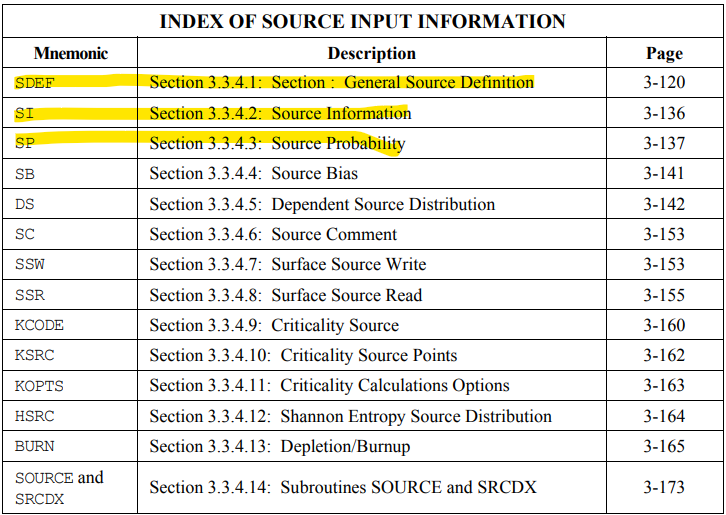 INDEX OF SOURCE INPUT INFORMATION
Mnemonic Description Page
SDEF Section 3.3.4.1: Section : General Source Definition 3-120
SI Section 3.3.4.2: Source Information 3-136
SP Section 3.3.4.3: Source Probability 3-137
SB Section 3.3.4.4: Source Bias 3-141
DS Section 3.3.4.5: Dependent Source Distribution 3-142
SC Section 3.3.4.6: Source Comment 3-153
SSW Section 3.3.4.7: Surface Source Write 3-153
SSR Section 3.3.4.8: Surface Source Read 3-155
KCODE Section 3.3.4.9: Criticality Source 3-160
KSRC Section 3.3.4.10: Criticality Source Points 3-162
KOPTS Section 3.3.4.11: Criticality Calculations Options 3-163
HSRC Section 3.3.4.12: Shannon Entropy Source Distribution 3-164
BURN Section 3.3.4.13: Depletion/Burnup 3-165
SOURCE and
SRCDX Section 3.3.4.14: Subroutines SOURCE and SRCDX 3-173